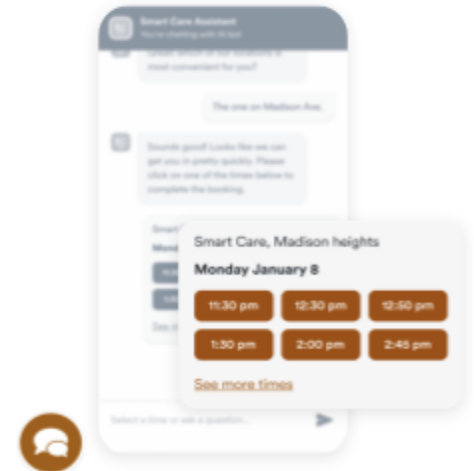 Smart Care Assistant
You're chatting with AI bot
Great! Which of our locations is
most convenient for you?
The one on Madison Ave.
Sounds good! Looks like we can
get you in pretty quickly. Please
click on one of the times below to
complete the booking.
Smart Care, Madison heights
Monday January 8
11:30 pm 12:30 pm 12:50 pm
1:30 pm 2:00 pm 2:45 pm
See more times
Select a time or ask a question...